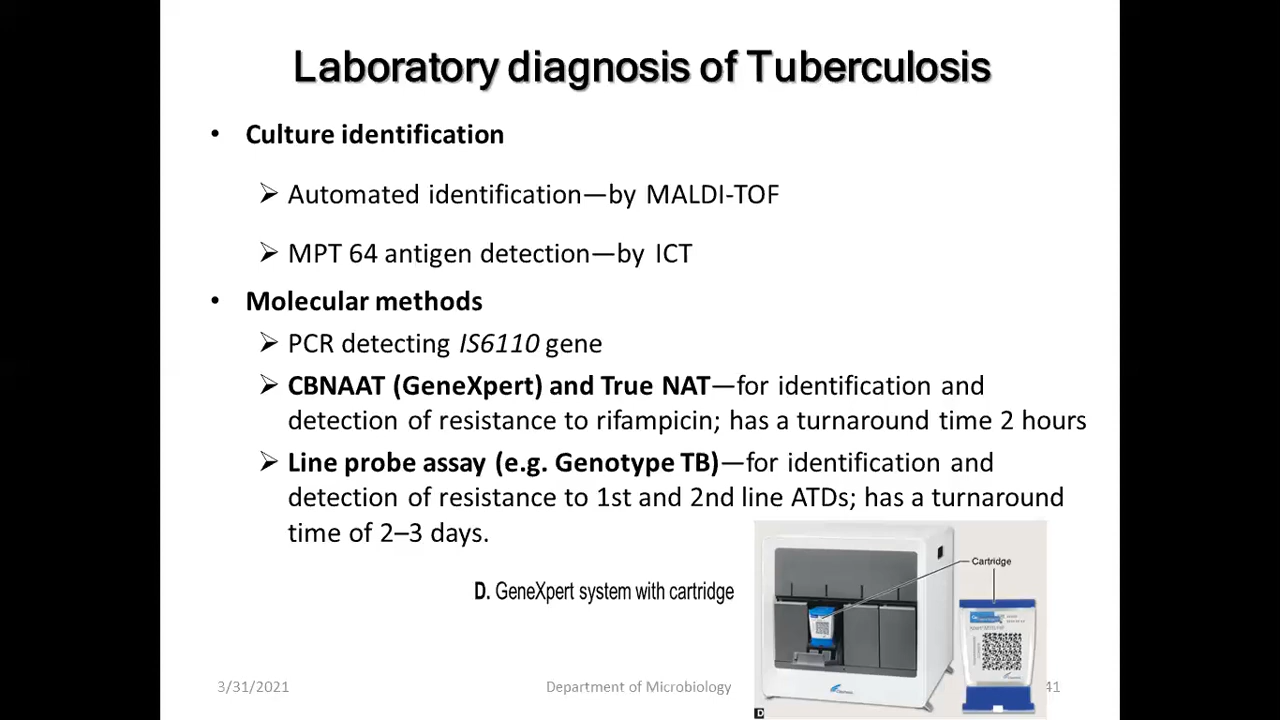 Laboratory diagnosis of Tuberculosis
• Culture identification
➢ Automated identification—by MALDI-TOF
➢ MPT 64 antigen detection—by ICT
• Molecular methods
➢ PCR detecting IS6110 gene
➢ CBNAAT (GeneXpert) and True NAT—for identification and
detection of resistance to rifampicin; has a turnaround time 2 hours
➢ Line probe assay (e.g. Genotype TB)—for identification and
detection of resistance to 1st and 2nd line ATDs; has a turnaround
time of 2–3 days.
Cartridge
D. GeneXpert system with cartridge
D
3/31/2021
Department of Microbiology
41